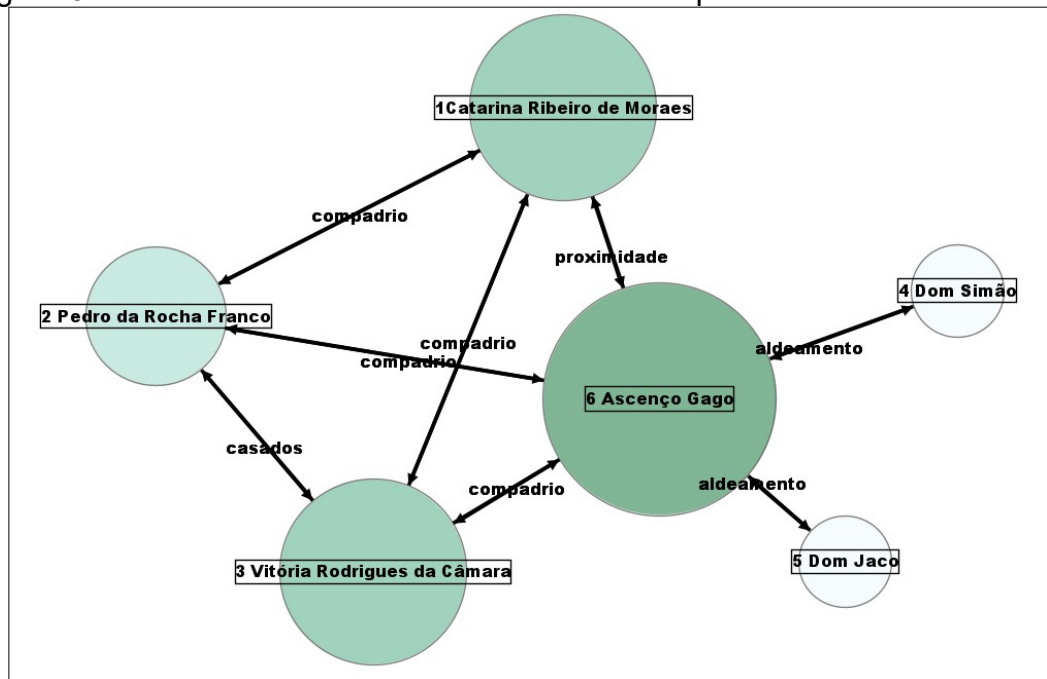 1Catarina Ribeiro de Moraes
compadrio
proximidade
2 Pedro da Rocha Franco
4 Dom Simão
compadrio
compadrio
aldeamento
6 Ascenço Gago
casados
compadrio
aldeamento
3 Vitória Rodrigues da Câmara
5 Dom Jaco